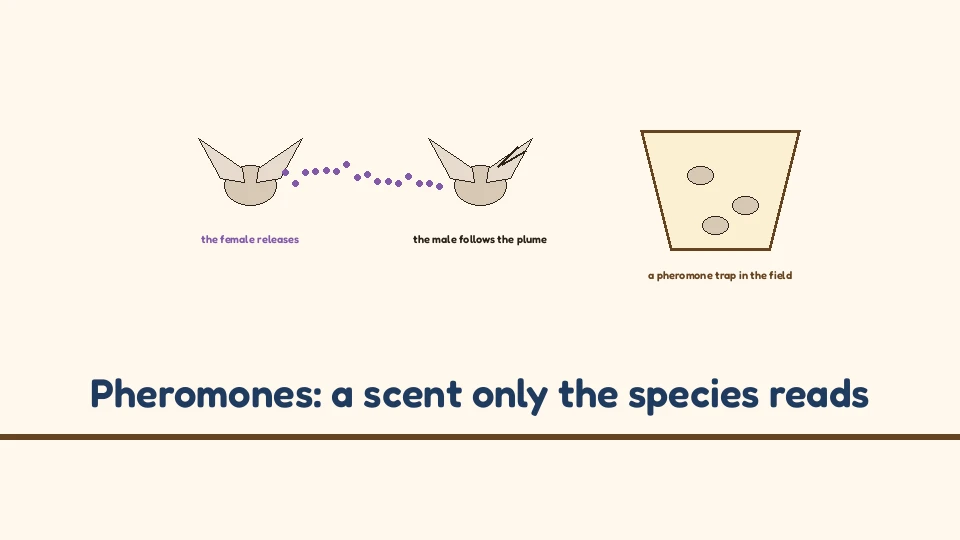 the female releases
the male follows the plume
a pheromone trap in the field
Pheromones: a scent only the species reads